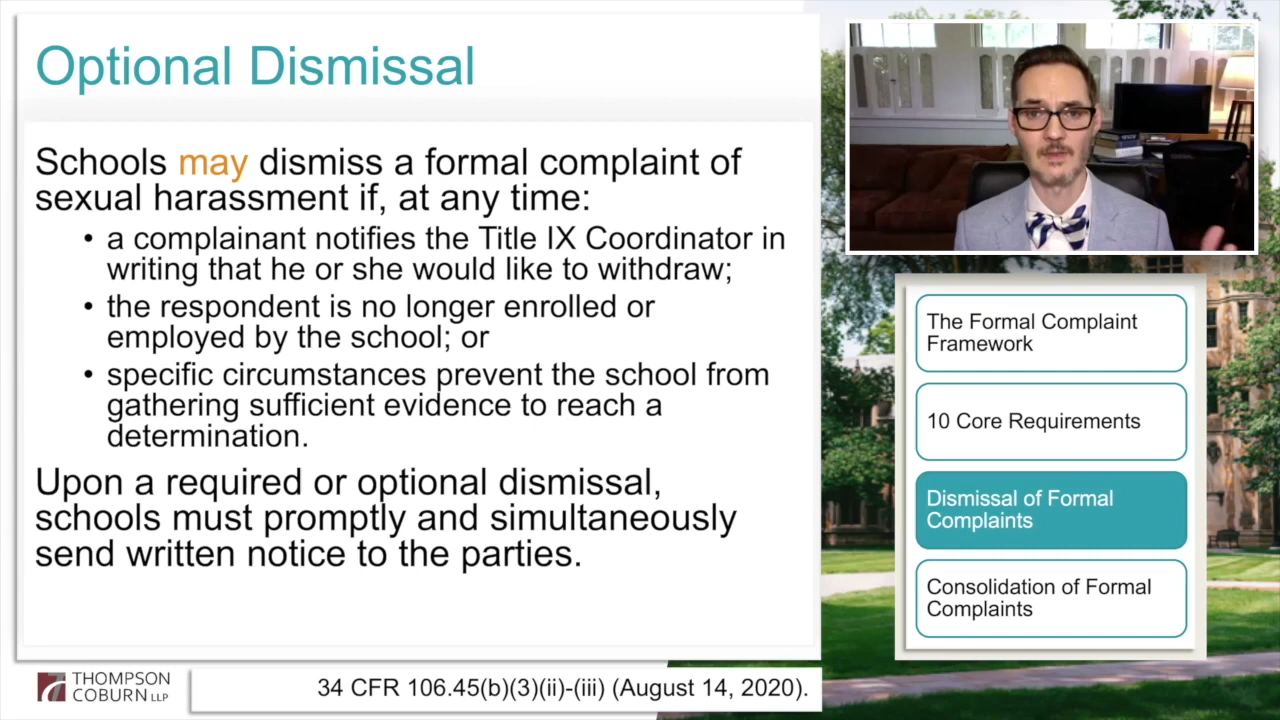 Optional Dismissal
Schools may dismiss a formal complaint of
sexual harassment if, at any time:
• a complainant notifies the Title IX Coordinator in
writing that he or she would like to withdraw;
• the respondent is no longer enrolled or
employed by the school; or
• specific circumstances prevent the school from
gathering sufficient evidence to reach a
determination.
Upon a required or optional dismissal,
schools must promptly and simultaneously
send written notice to the parties.
The Formal Complaint
Framework
10 Core Requirements
Dismissal of Formal
Complaints
Consolidation of Formal
Complaints
THOMPSON
COBURN LLP
34 CFR 106.45(b)(3)(ii)-(iii) (August 14, 2020).